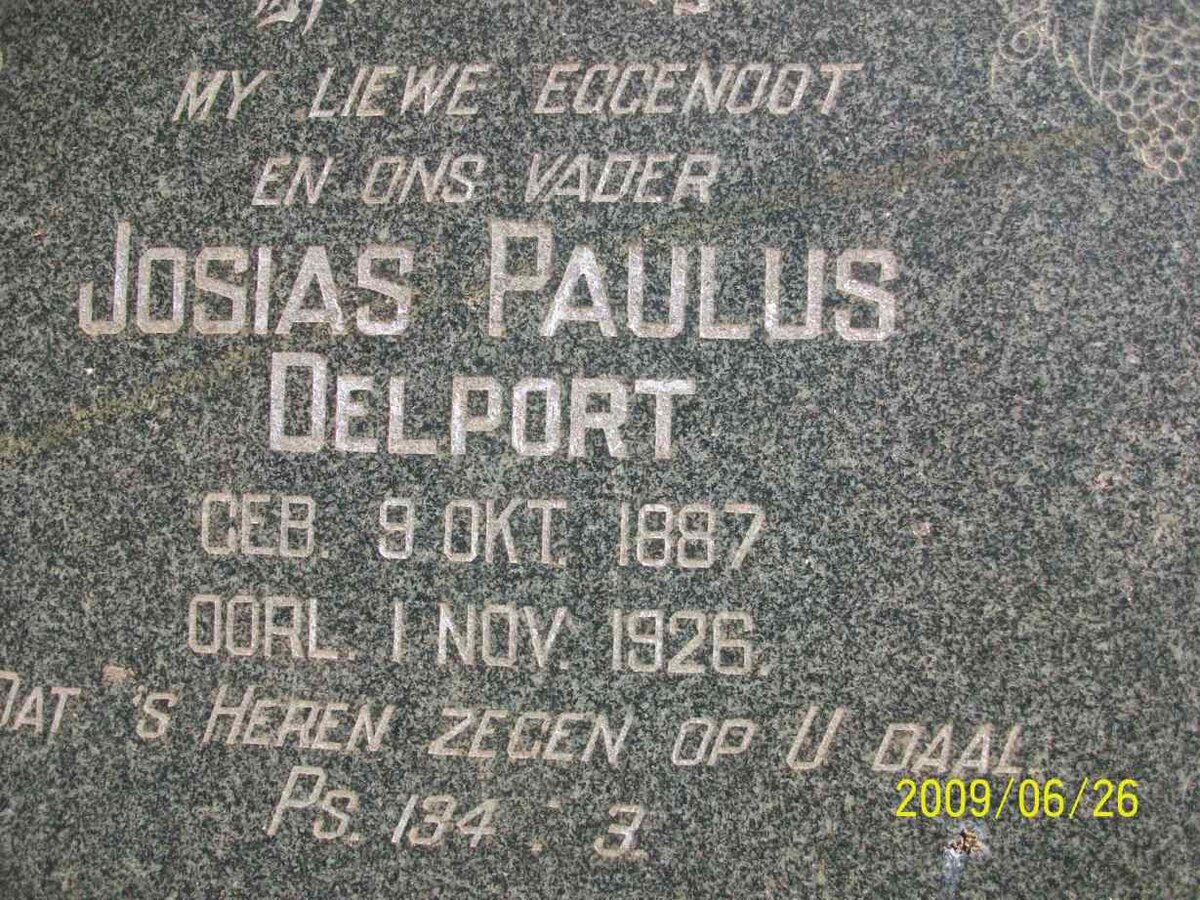 MY LIEWE EGGENOOT
EN ONS VADER
JOSIAS PAULUS
DELPORT
GEB. 9 OKT. 1887
OORL. 1 NOV. 1926.
DAT 'S HEREN ZEGEN OP U DAAL.
PS. 134 : 3.
2009/06/26